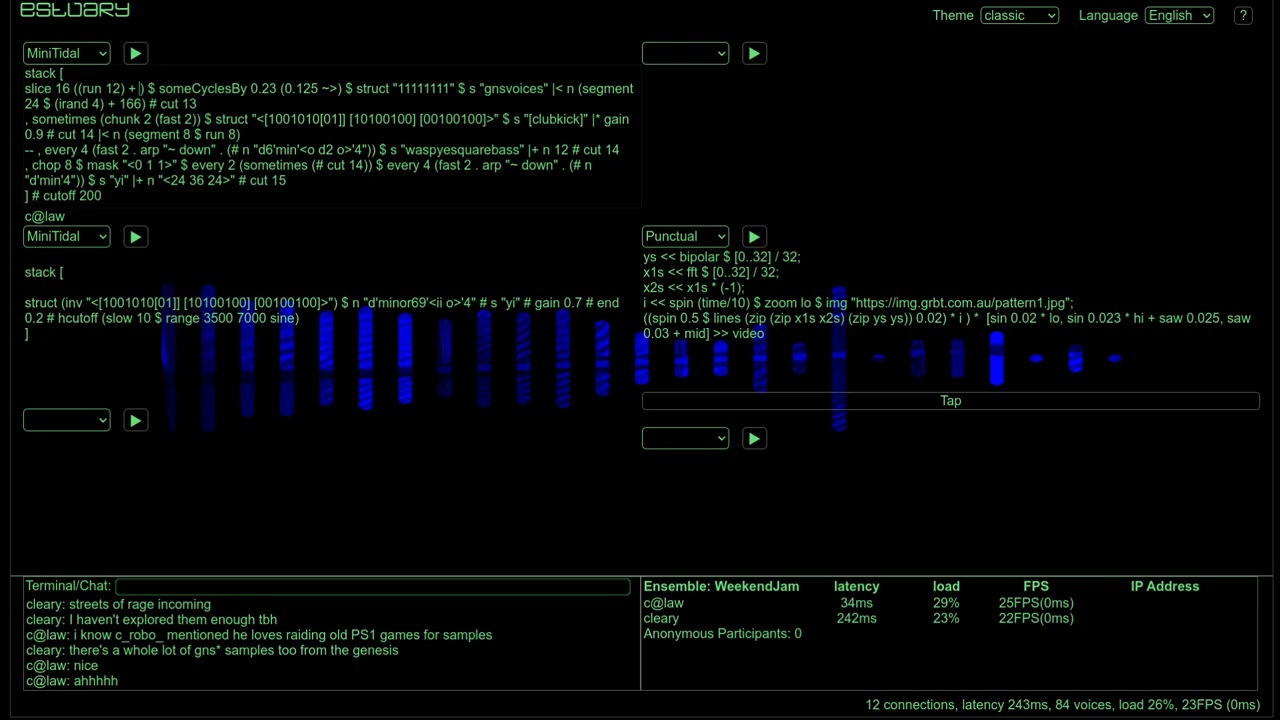 estuary
Theme classic Language English ?
MiniTidal
stack [
slice 16 ((run 12) +|) $ someCyclesBy 0.23 (0.125 ~>) $ struct "11111111" $ s "gnsvoices" |< n (segment
24 $ (irand 4) + 166) # cut 13
, sometimes (chunk 2 (fast 2)) $ struct "<[1001010[01]] [10100100] [00100100]>" $ s "[clubkick]" |* gain
0.9 # cut 14 |< n (segment 8 $ run 8)
-- , every 4 (fast 2 . arp "~ down" . (# n "d6'min'<o d2 o>'4")) $ s "waspyesquarebass" |+ n 12 # cut 14
, chop 8 $ mask "<0 1 1>" $ every 2 (sometimes (# cut 14)) $ every 4 (fast 2 . arp "~ down" . (# n
"d'min'4")) $ s "yi" |+ n "<24 36 24>" # cut 15
] # cutoff 200
c@law
MiniTidal
stack [
struct (inv "<[1001010[01]] [10100100] [00100100]>") $ n "d'minor69'<ii o>'4" # s "yi" # gain 0.7 # end
0.2 # hcutoff (slow 10 $ range 3500 7000 sine)
]
Punctual
ys << bipolar $ [0..32] / 32;
x1s << fft $ [0..32] / 32;
x2s << x1s * (-1);
i << spin (time/10) $ zoom lo $ img "https://img.grbt.com.au/pattern1.jpg";
((spin 0.5 $ lines (zip (zip x1s x2s) (zip ys ys)) 0.02) * i ) * [sin 0.02 * lo, sin 0.023 * hi + saw 0.025, saw
0.03 + mid] >> video
Tap
Terminal/Chat:
cleary: streets of rage incoming
cleary: I haven't explored them enough tbh
c@law: i know c_robo_ mentioned he loves raiding old PS1 games for samples
cleary: there's a whole lot of gns* samples too from the genesis
c@law: nice
c@law: ahhhhh
Ensemble: WeekendJam latency load FPS IP Address
c@law 34ms 29% 25FPS(0ms)
cleary 242ms 23% 22FPS(0ms)
Anonymous Participants: 0
12 connections, latency 243ms, 84 voices, load 26%, 23FPS (0ms)